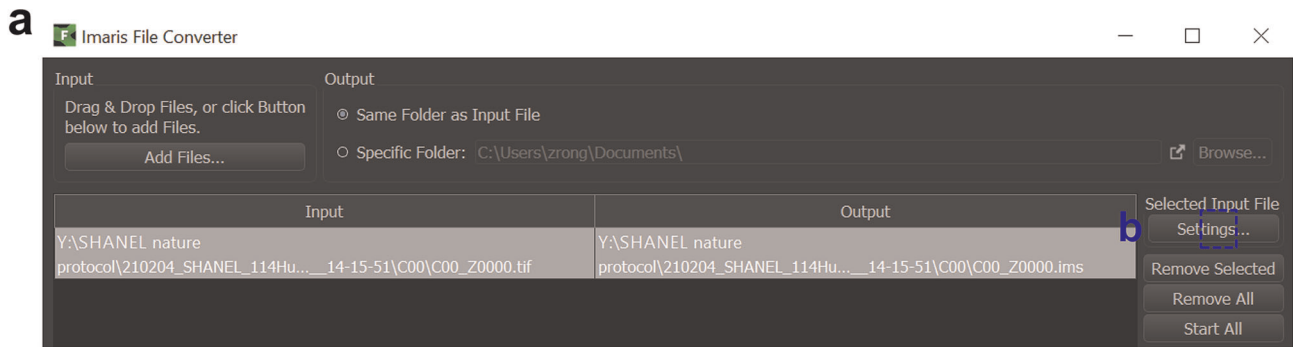 a
Imaris File Converter
Input
Output
Drag & Drop Files, or click Button
below to add Files.
Add Files...
Same Folder as Input File
Specific Folder: C:\Users\zrong\Documents\
Browse...
Input
Output
Selected Input File
b
Settings...
Y:\SHANEL nature
protocol\210204_SHANEL_114Hu...__14-15-51\C00\C00_Z0000.tif
Y:\SHANEL nature
protocol\210204_SHANEL_114Hu...__14-15-51\C00\C00_Z0000.ims
Remove Selected
Remove All
Start All